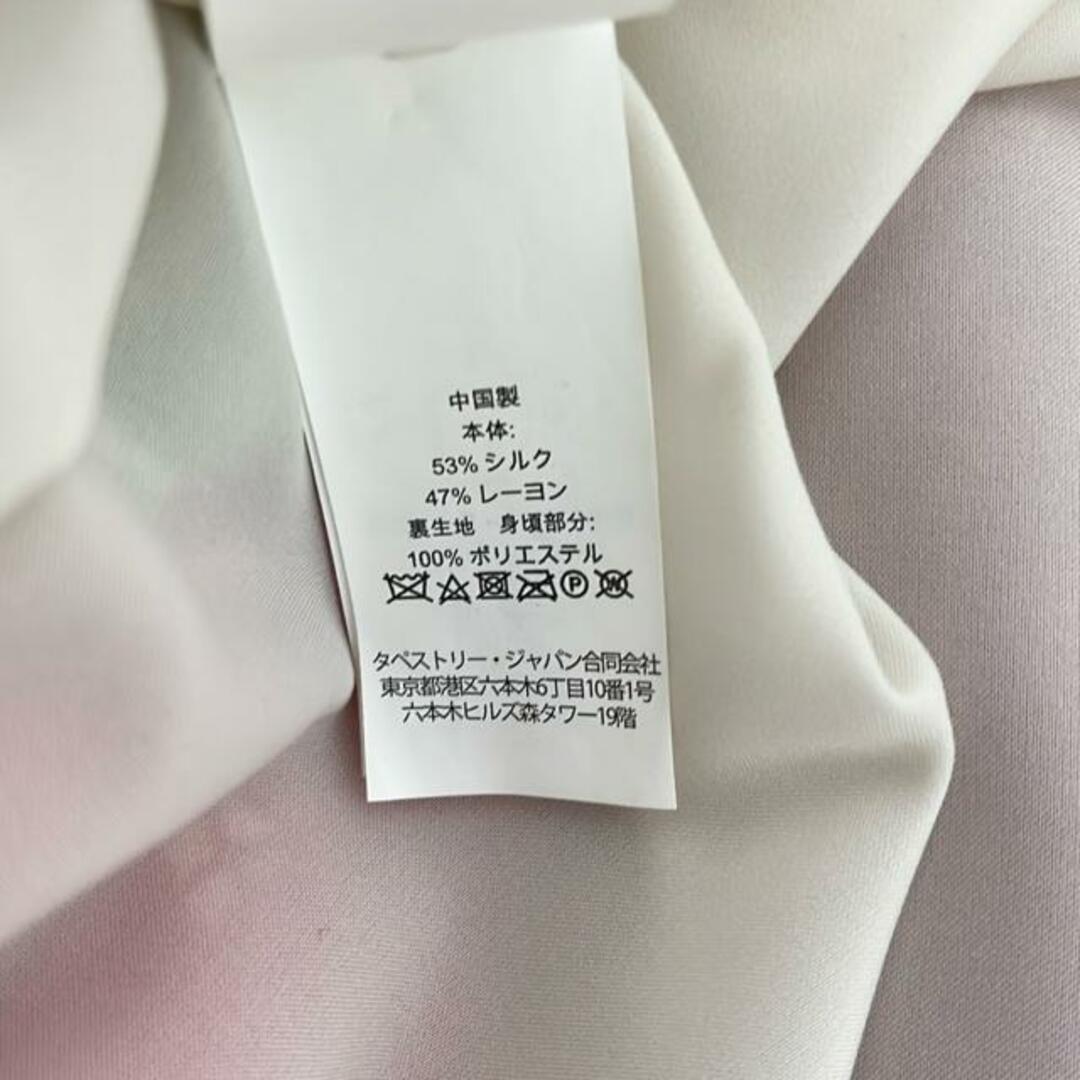 中国製
本体:
53% シルク
47% レーヨン
裏生地　身頃部分:
100% ポリエステル
P W
タペストリー・ジャパン合同会社
東京都港区六本木6丁目10番1号
六本木ヒルズ森タワー19階